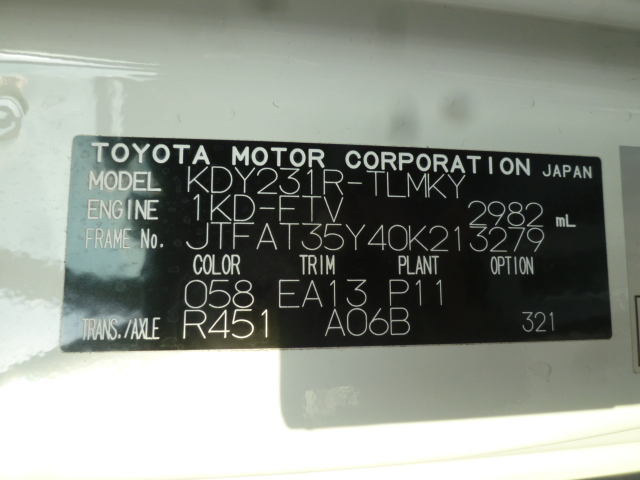 TOYOTA MOTOR CORPORATION JAPAN
MODEL KDY231R-TLMKY
ENGINE 1KD-FTV 2982 mL
FRAME No. JTFAT35Y40K213279
COLOR TRIM PLANT OPTION
058 EA13 P11
TRANS./AXLE R451 A06B 321